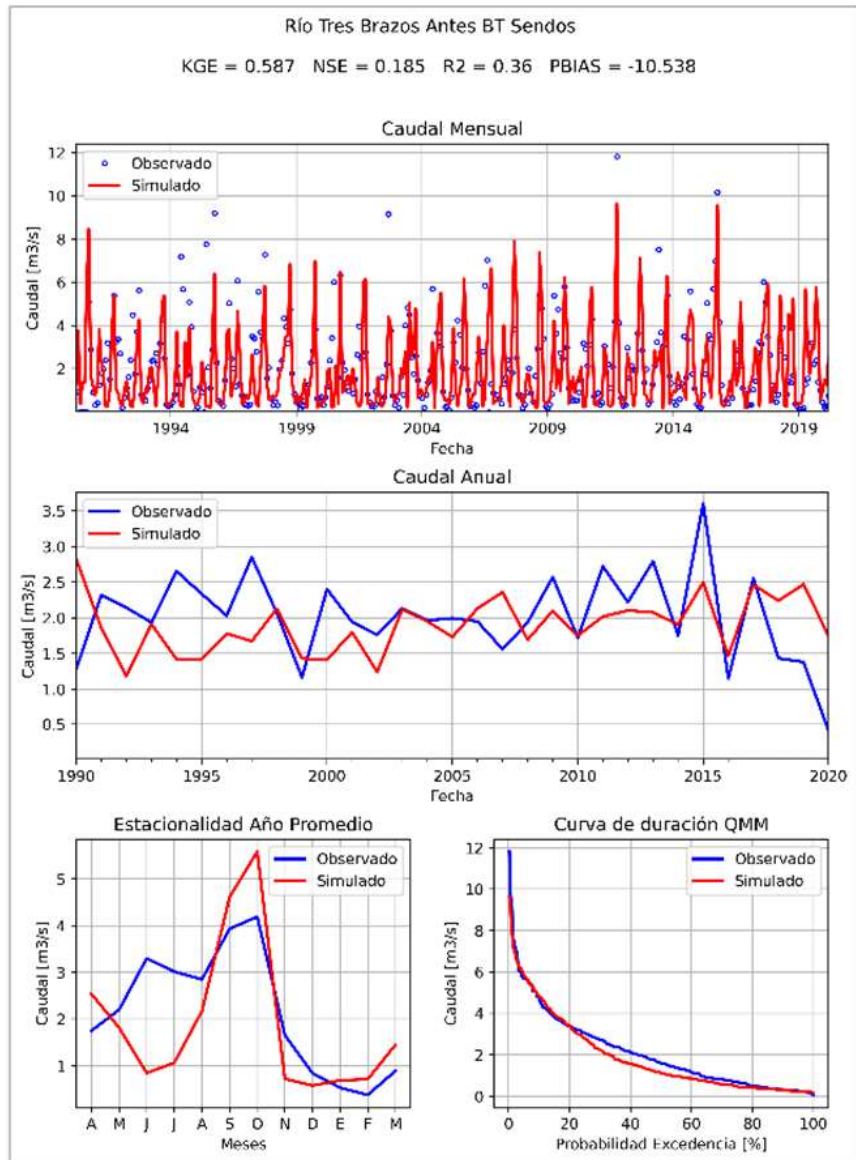 Río Tres Brazos Antes BT Sendos
KGE = 0.587 NSE = 0.185 R2 = 0.36 PBIAS = -10.538
Caudal Mensual
Observado
Simulado
Caudal [m3/s]
12
10
8
6
4
2
1994 1999 2004 2009 2014 2019
Fecha
Caudal Anual
Observado
Simulado
Caudal [m3/s]
3.5
3.0
2.5
2.0
1.5
1.0
0.5
1990 1995 2000 2005 2010 2015 2020
Fecha
Estacionalidad Año Promedio
Observado
Simulado
Caudal [m3/s]
5
4
3
2
1
A M J J A S O N D E F M
Meses
Curva de duración QMM
Observado
Simulado
Caudal [m3/s]
12
10
8
6
4
2
0
0 20 40 60 80 100
Probabilidad Excedencia [%]